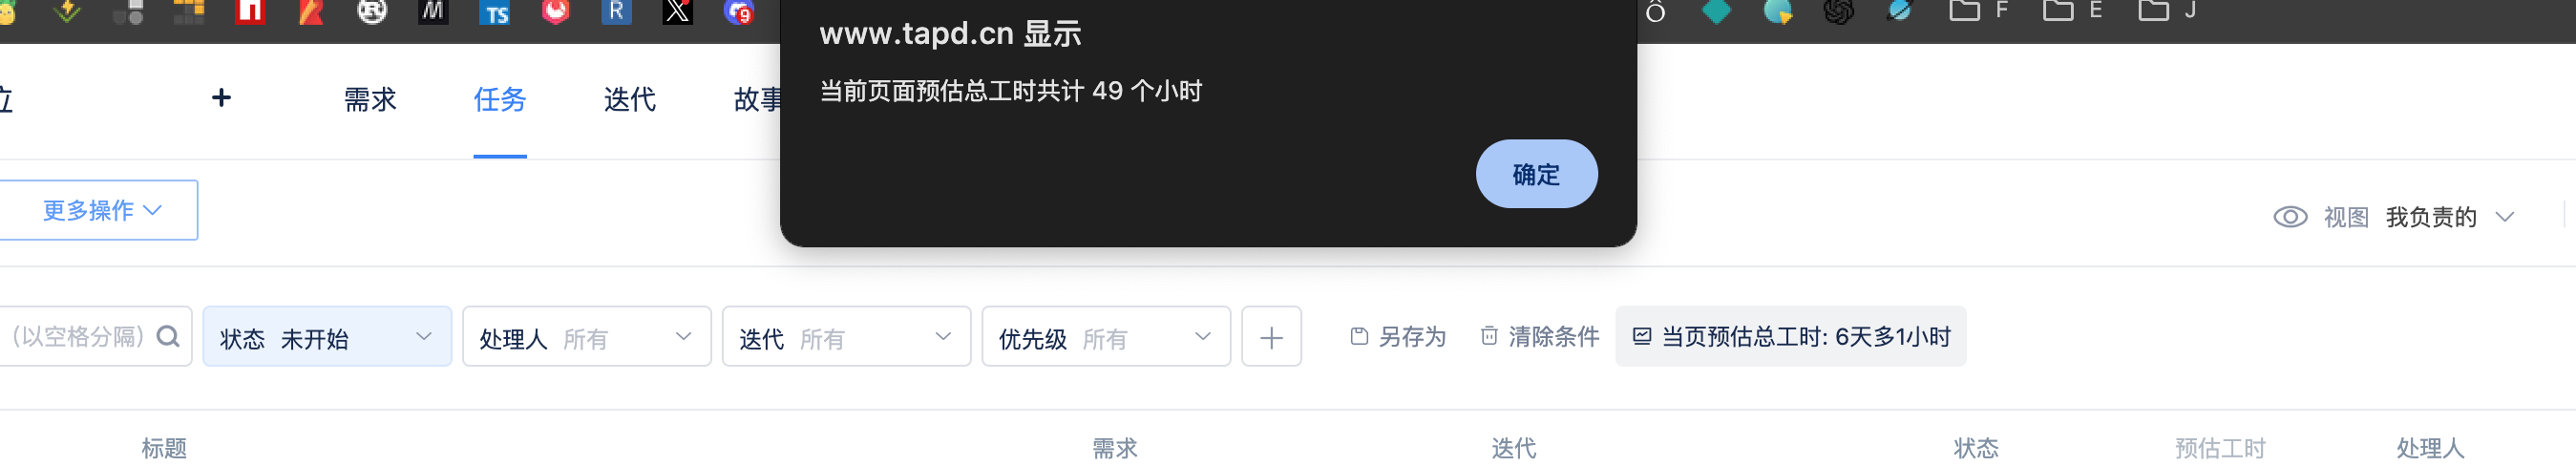 TS
R
9
Ô
F
E
J
www.tapd.cn 显示
当前页面预估总工时共计 49 个小时
确定
位
+
需求
任务
迭代
故事
更多操作
视图
我负责的
(以空格分隔)
状态 未开始
处理人 所有
迭代 所有
优先级 所有
另存为
清除条件
当页预估总工时: 6天多1小时
标题
需求
迭代
状态
预估工时
处理人